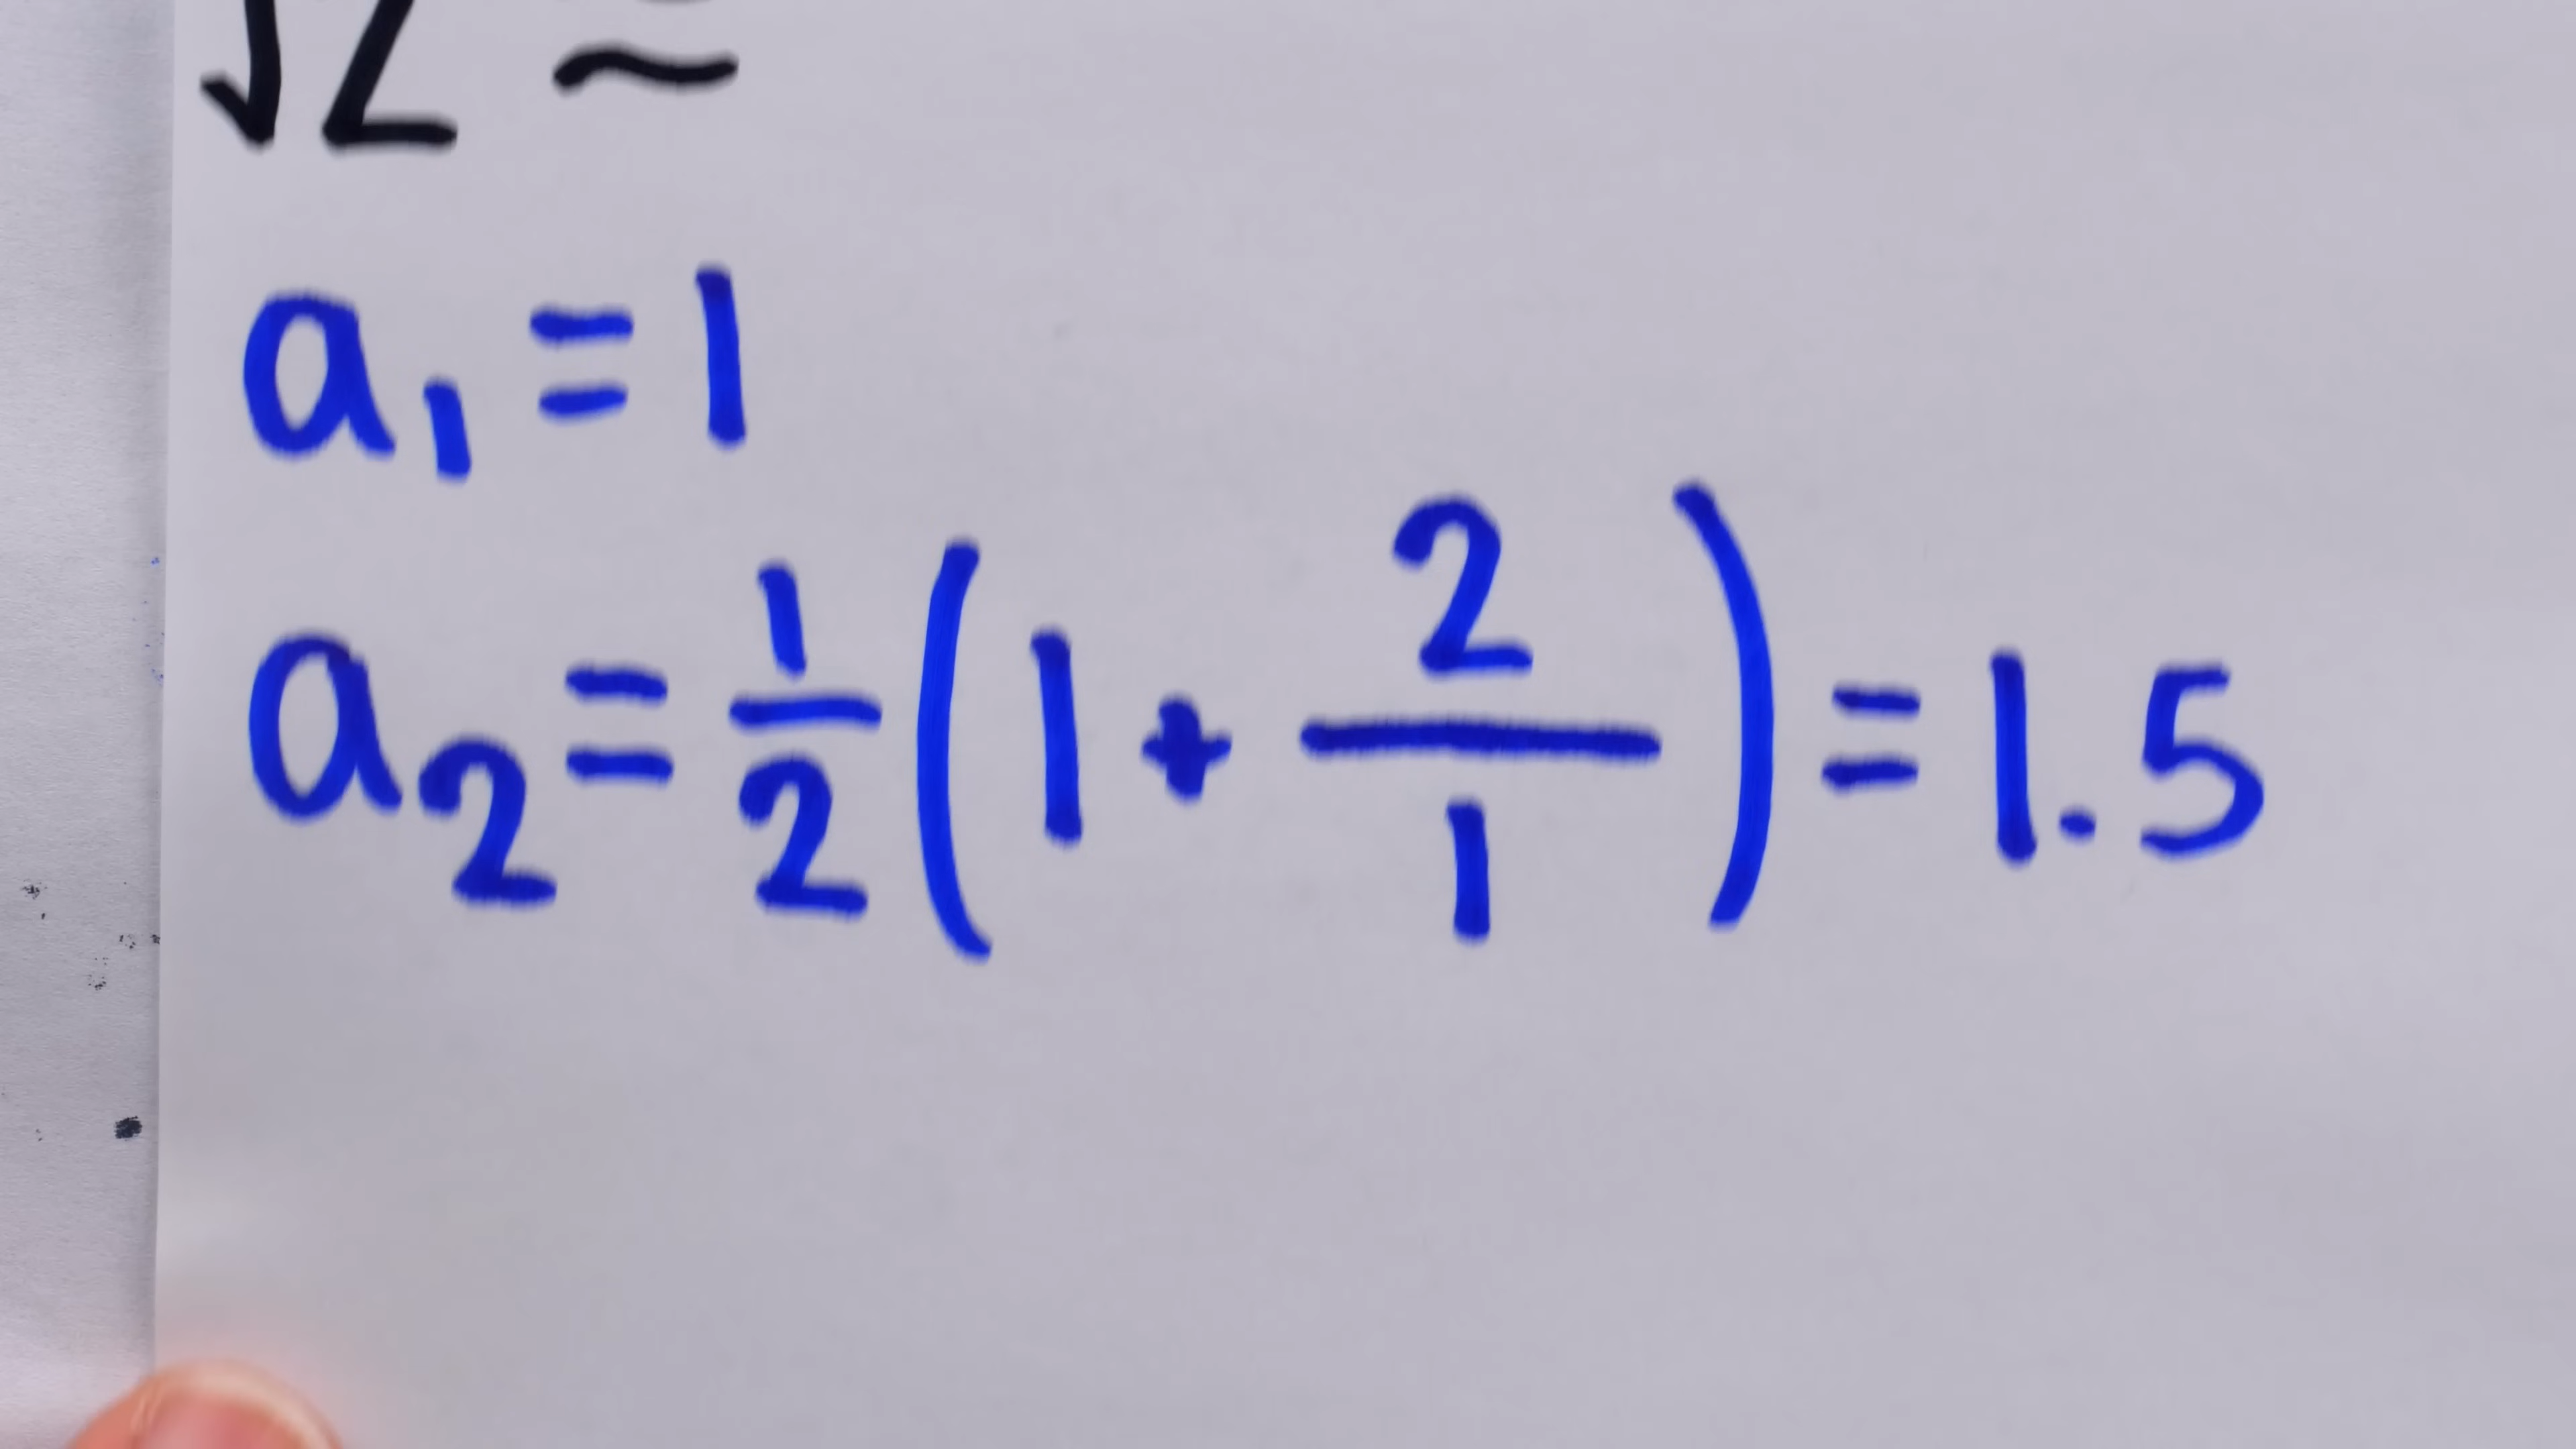 √2 ≈
a₁ = 1
a₂ = 1/2 (1 + 2/1) = 1.5